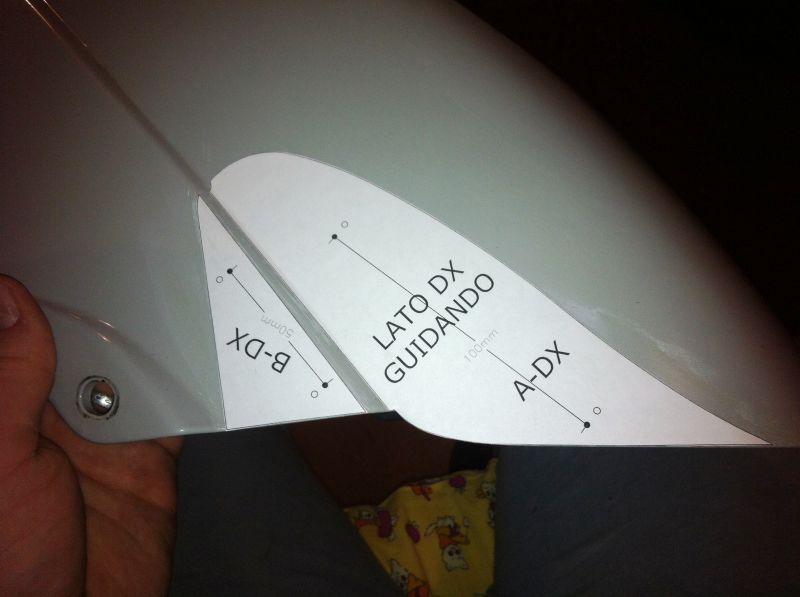 LATO DX
GUIDANDO
100mm
A-DX
50mm
B-DX